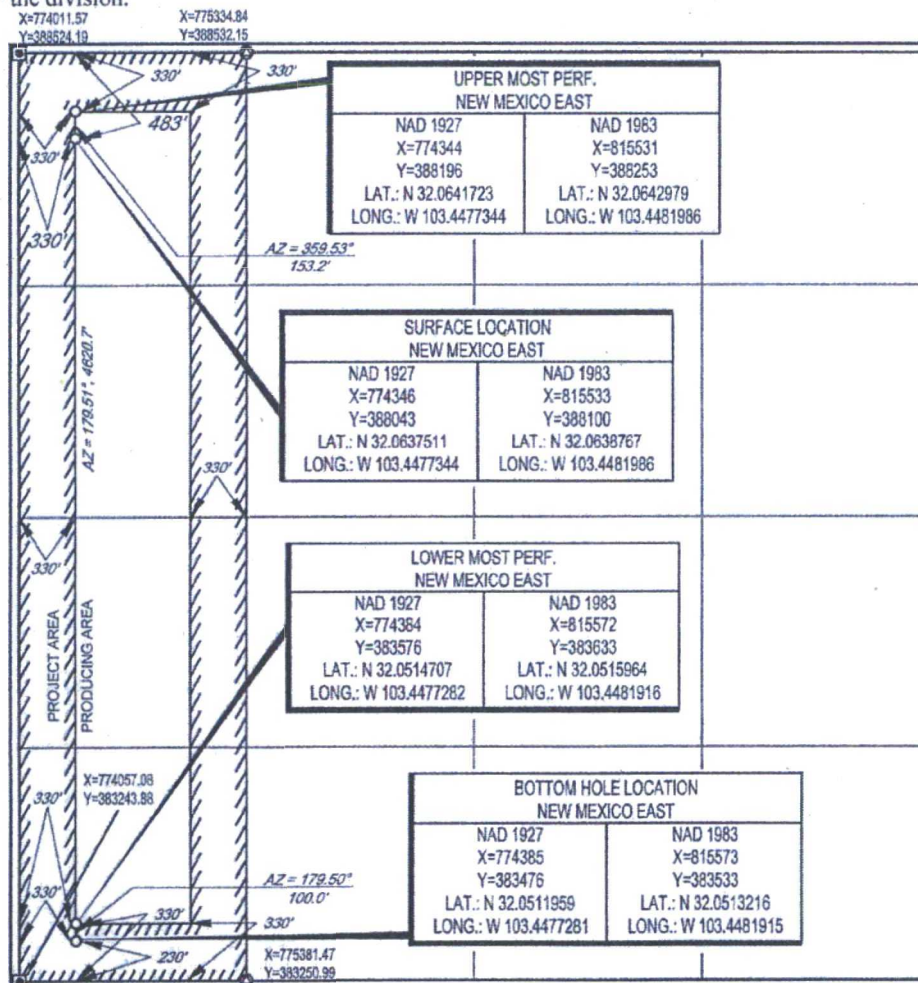 the division.
X=774011.57 X=775334.84
Y=388524.19 Y=388532.15
330' 330'
483'
330'
330'
UPPER MOST PERF.
NEW MEXICO EAST
NAD 1927 NAD 1983
X=774344 X=815531
Y=388196 Y=388253
LAT.: N 32.0641723 LAT.: N 32.0642979
LONG.: W 103.4477344 LONG.: W 103.4481986
AZ = 359.53°
153.2'
AZ = 179.51°, 4620.7'
SURFACE LOCATION
NEW MEXICO EAST
NAD 1927 NAD 1983
X=774346 X=815533
Y=388043 Y=388100
LAT.: N 32.0637511 LAT.: N 32.0638767
LONG.: W 103.4477344 LONG.: W 103.4481986
330'
330'
PROJECT AREA
PRODUCING AREA
LOWER MOST PERF.
NEW MEXICO EAST
NAD 1927 NAD 1983
X=774384 X=815572
Y=383576 Y=383633
LAT.: N 32.0514707 LAT.: N 32.0515964
LONG.: W 103.4477282 LONG.: W 103.4481916
X=774057.08
Y=383243.88
330'
330'
AZ = 179.50°
100.0'
330' 330'
230'
X=775381.47
Y=383250.99
BOTTOM HOLE LOCATION
NEW MEXICO EAST
NAD 1927 NAD 1983
X=774385 X=815573
Y=383476 Y=383533
LAT.: N 32.0511959 LAT.: N 32.0513216
LONG.: W 103.4477281 LONG.: W 103.4481915